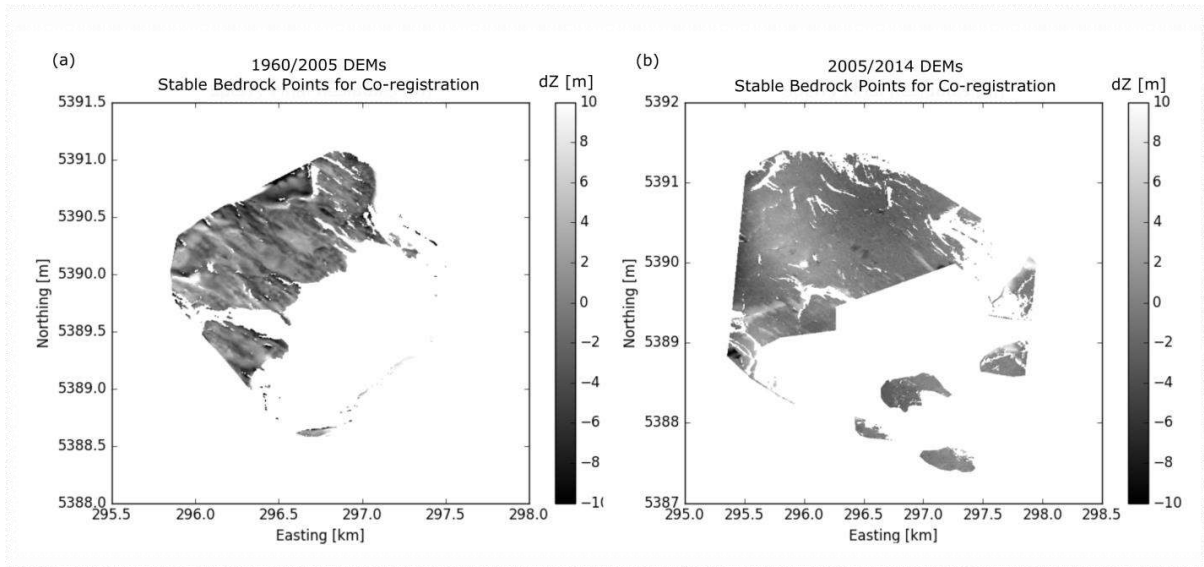 (a)
1960/2005 DEMs
Stable Bedrock Points for Co-registration
dZ [m]
5391.5
5391.0
5390.5
5390.0
5389.5
5389.0
5388.5
5388.0
Northing [m]
295.5 296.0 296.5 297.0 297.5 298.0
Easting [km]
10
8
6
4
2
0
−2
−4
−6
−8
−10
(b)
2005/2014 DEMs
Stable Bedrock Points for Co-registration
dZ [m]
5392
5391
5390
5389
5388
5387
Northing [m]
295.0 295.5 296.0 296.5 297.0 297.5 298.0 298.5
Easting [km]
10
8
6
4
2
0
−2
−4
−6
−8
−10